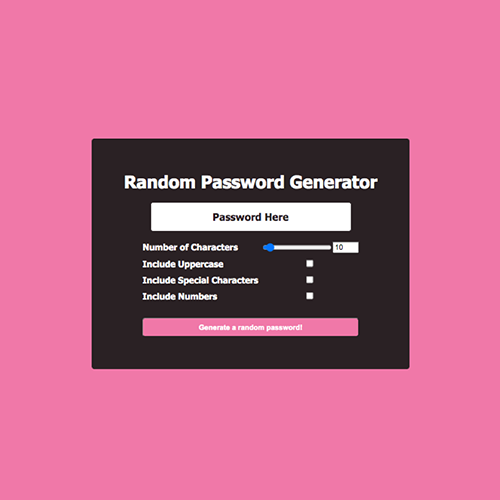 Random Password Generator
Password Here
Number of Characters 10
Include Uppercase
Include Special Characters
Include Numbers
Generate a random password!